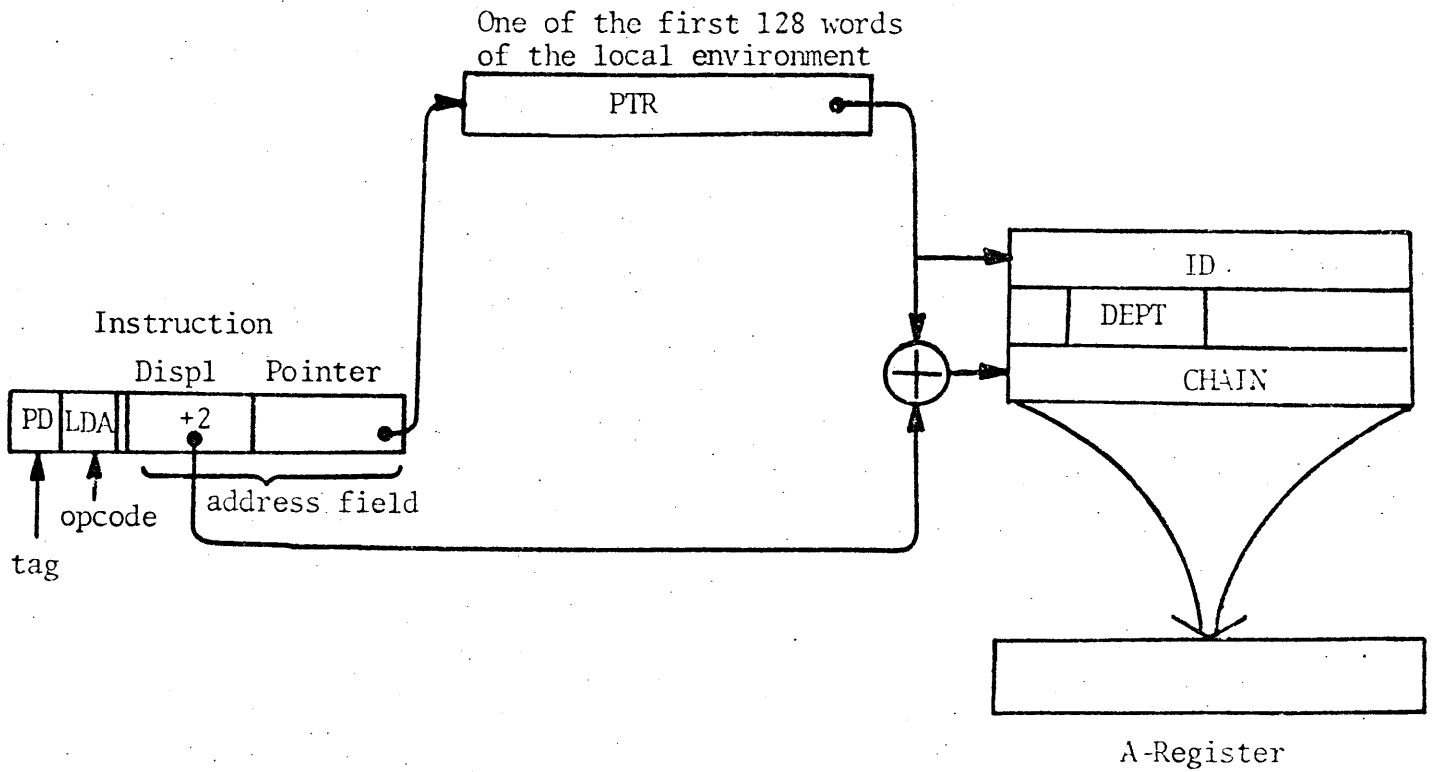 One of the first 128 words
of the local environment
PTR
ID
DEPT
CHAIN
Instruction
Displ Pointer
PD LDA +2
address field
opcode
tag
A-Register